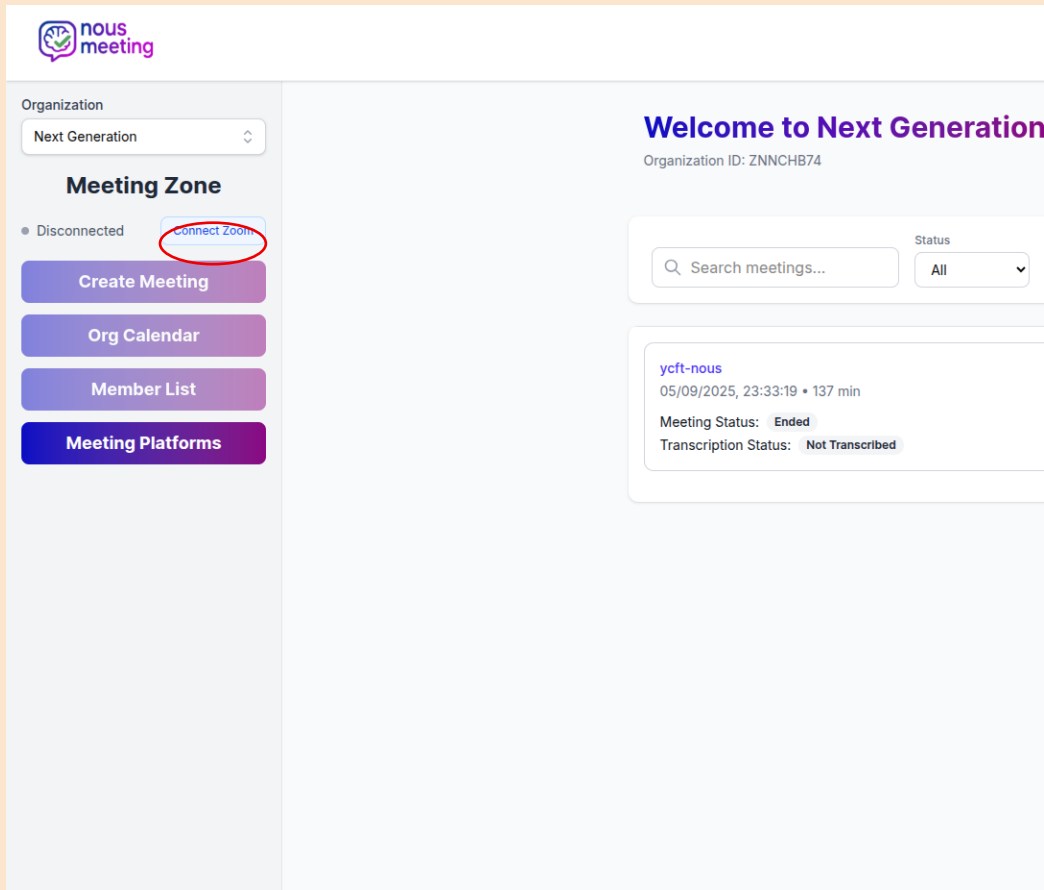 nous
meeting
Organization
Next Generation
Meeting Zone
Disconnected
Connect Zoom
Create Meeting
Org Calendar
Member List
Meeting Platforms
Welcome to Next Generation
Organization ID: ZNNCHB74
Search meetings...
Status
All
ycft-nous
05/09/2025, 23:33:19 • 137 min
Meeting Status: Ended
Transcription Status: Not Transcribed